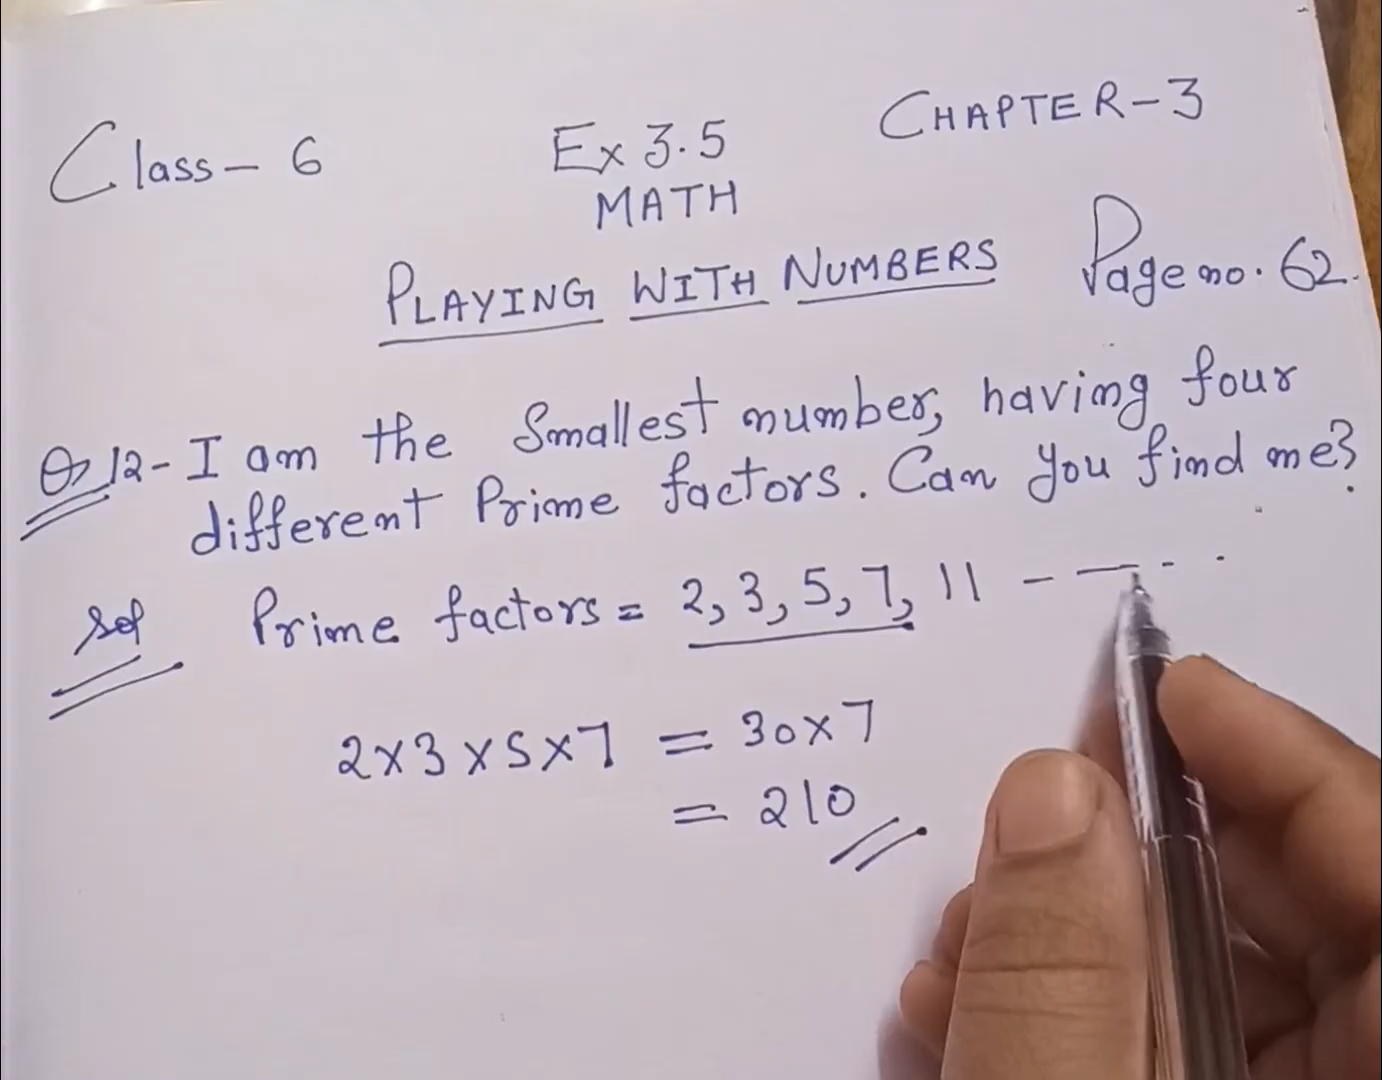 Class - 6 Ex 3.5 CHAPTER - 3
MATH
PLAYING WITH NUMBERS Page no. 62.
Q 12 - I am the Smallest number, having four
different Prime factors. Can you find me?
Sol Prime factors = 2, 3, 5, 7, 11 - — - ·
2 x 3 x 5 x 7 = 30 x 7
= 210